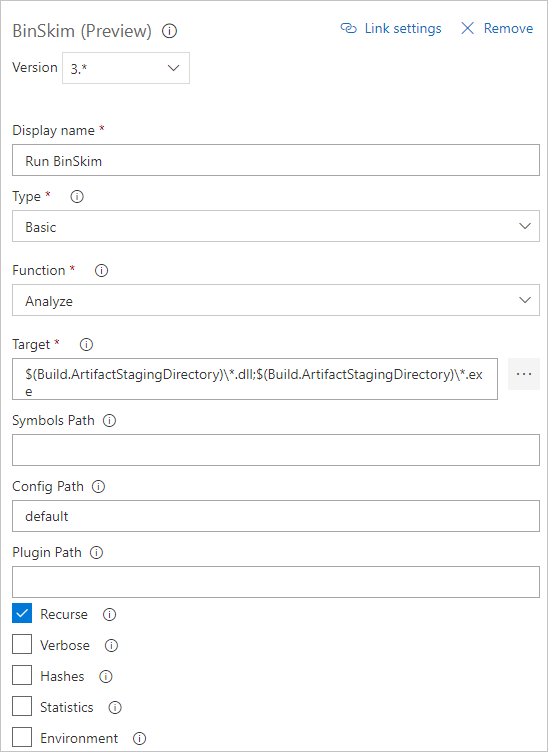 BinSkim (Preview) Link settings Remove
Version 3.*
Display name *
Run BinSkim
Type *
Basic
Function *
Analyze
Target *
$(Build.ArtifactStagingDirectory)\*.dll;$(Build.ArtifactStagingDirectory)\*.ex
e
Symbols Path
Config Path
default
Plugin Path
Recurse
Verbose
Hashes
Statistics
Environment